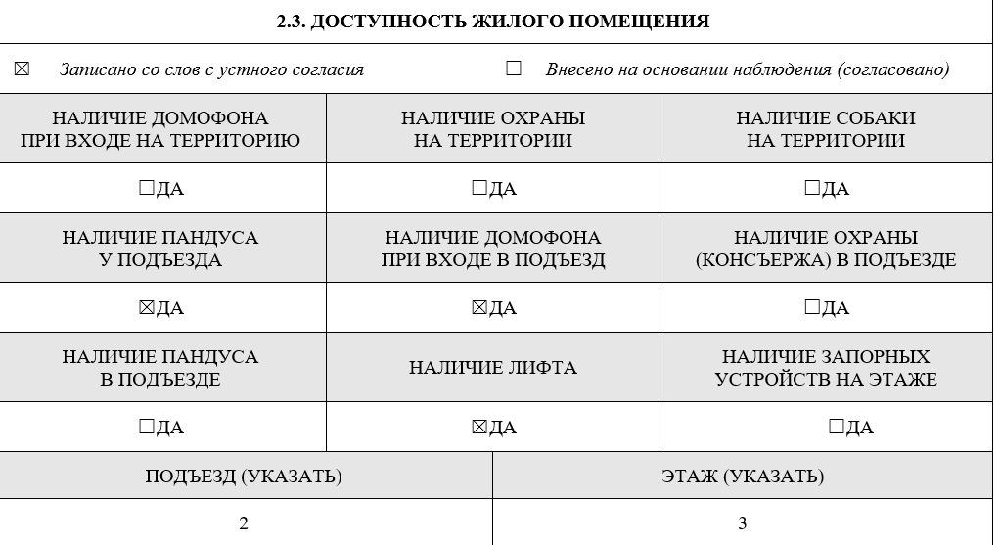 2.3. ДОСТУПНОСТЬ ЖИЛОГО ПОМЕЩЕНИЯ
☒ Записано со слов с устного согласия ☐ Внесено на основании наблюдения (согласовано)
НАЛИЧИЕ ДОМОФОНА
ПРИ ВХОДЕ НА ТЕРРИТОРИЮ
НАЛИЧИЕ ОХРАНЫ
НА ТЕРРИТОРИИ
НАЛИЧИЕ СОБАКИ
НА ТЕРРИТОРИИ
☐ДА ☐ДА ☐ДА
НАЛИЧИЕ ПАНДУСА
У ПОДЪЕЗДА
НАЛИЧИЕ ДОМОФОНА
ПРИ ВХОДЕ В ПОДЪЕЗД
НАЛИЧИЕ ОХРАНЫ
(КОНСЪЕРЖА) В ПОДЪЕЗДЕ
☒ДА ☒ДА ☐ДА
НАЛИЧИЕ ПАНДУСА
В ПОДЪЕЗДЕ
НАЛИЧИЕ ЛИФТА
НАЛИЧИЕ ЗАПОРНЫХ
УСТРОЙСТВ НА ЭТАЖЕ
☐ДА ☒ДА ☐ДА
ПОДЪЕЗД (УКАЗАТЬ) ЭТАЖ (УКАЗАТЬ)
2 3